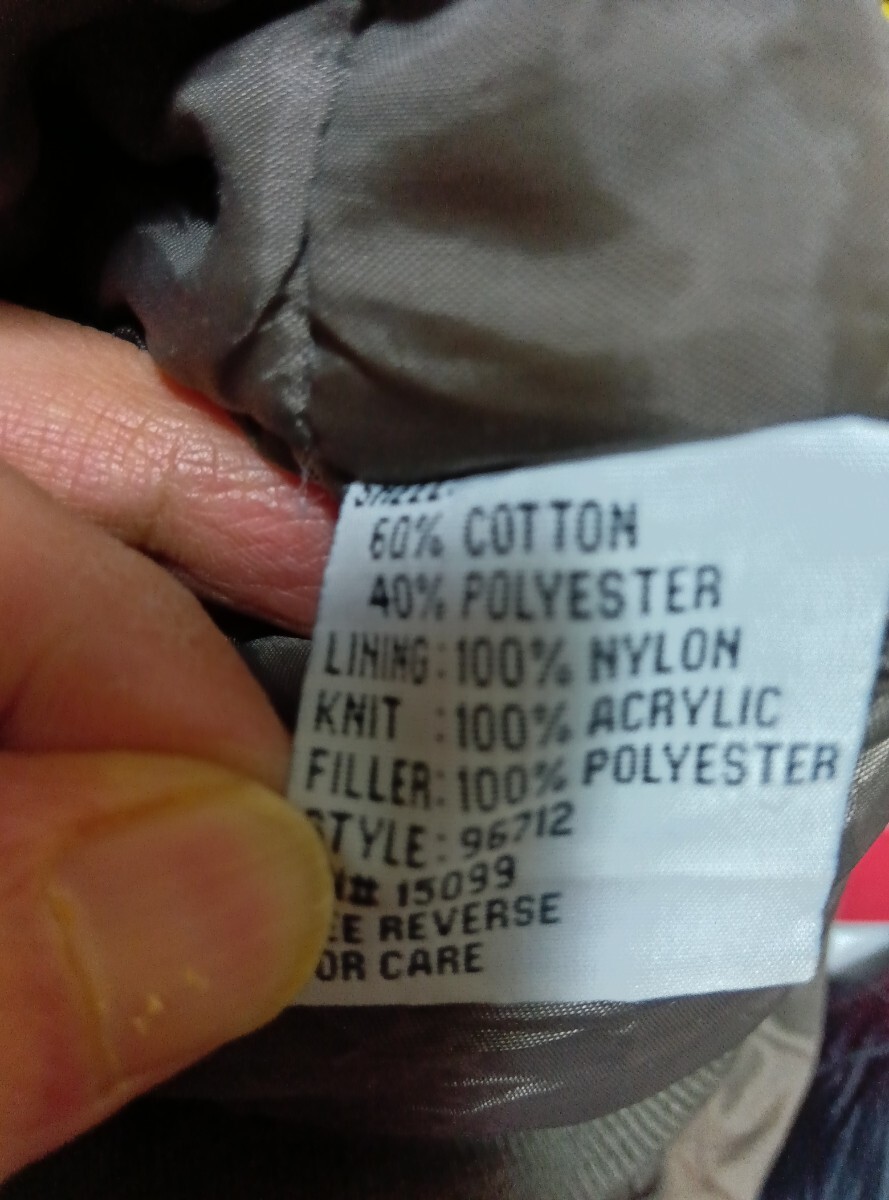 60% COTTON
40% POLYESTER
LINING:100% NYLON
KNIT :100% ACRYLIC
FILLER:100% POLYESTER
TYLE: 96712
# 15099
EE REVERSE
OR CARE